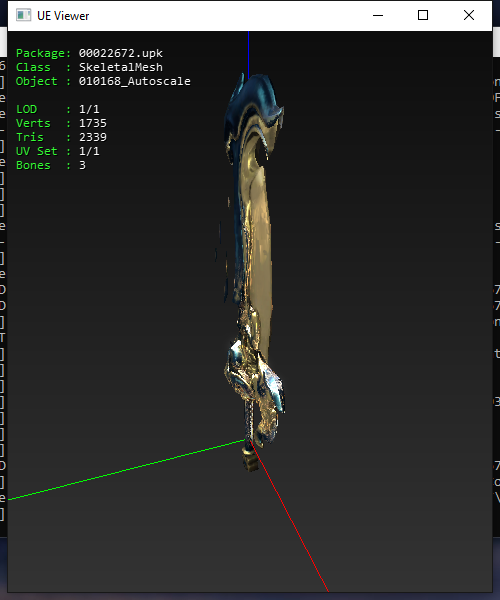 UE Viewer
Package: 00022672.upk
Class  : SkeletalMesh
Object : 010168_Autoscale
LOD    : 1/1
Verts  : 1735
Tris   : 2339
UV Set : 1/1
Bones  : 3